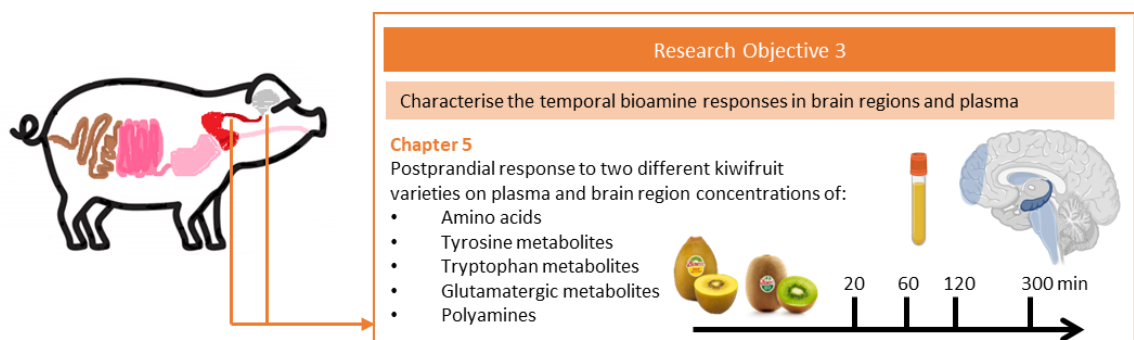 Research Objective 3
Characterise the temporal bioamine responses in brain regions and plasma
Chapter 5
Postprandial response to two different kiwifruit
varieties on plasma and brain region concentrations of:
• Amino acids
• Tyrosine metabolites
• Tryptophan metabolites
• Glutamatergic metabolites
• Polyamines
20 60 120 300 min